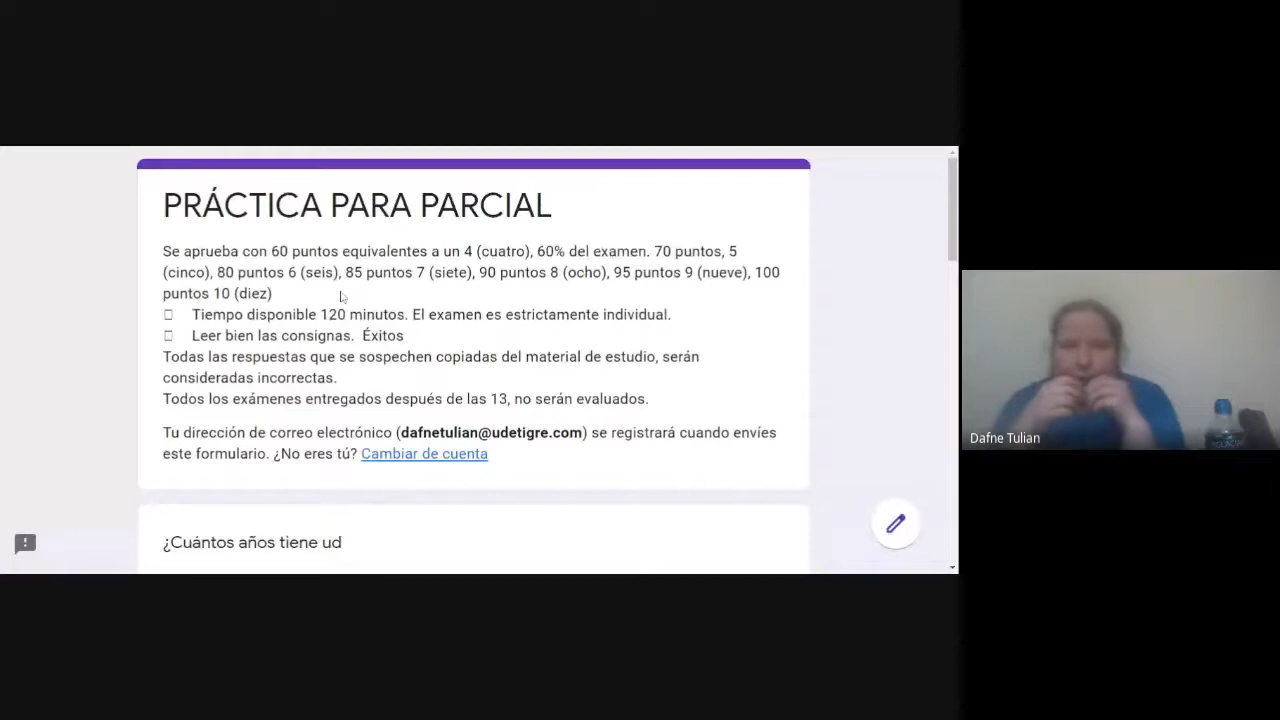 PRÁCTICA PARA PARCIAL
Se aprueba con 60 puntos equivalentes a un 4 (cuatro), 60% del examen. 70 puntos, 5
(cinco), 80 puntos 6 (seis), 85 puntos 7 (siete), 90 puntos 8 (ocho), 95 puntos 9 (nueve), 100
puntos 10 (diez)
Tiempo disponible 120 minutos. El examen es estrictamente individual.
Leer bien las consignas. Éxitos
Todas las respuestas que se sospechen copiadas del material de estudio, serán
consideradas incorrectas.
Todos los exámenes entregados después de las 13, no serán evaluados.
Tu dirección de correo electrónico (dafnetulian@udetigre.com) se registrará cuando envíes
este formulario. ¿No eres tú? Cambiar de cuenta
¿Cuántos años tiene ud
Dafne Tulian